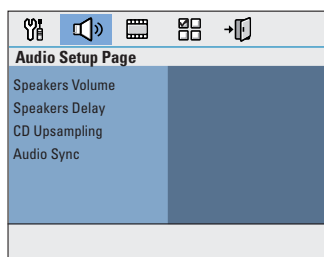 Audio Setup Page
Speakers Volume
Speakers Delay
CD Upsampling
Audio Sync